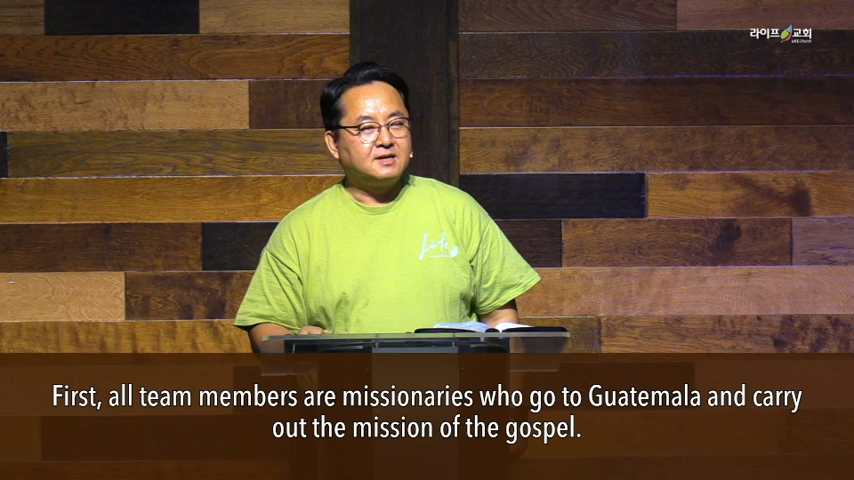 라이프 교회
Life
First, all team members are missionaries who go to Guatemala and carry
out the mission of the gospel.